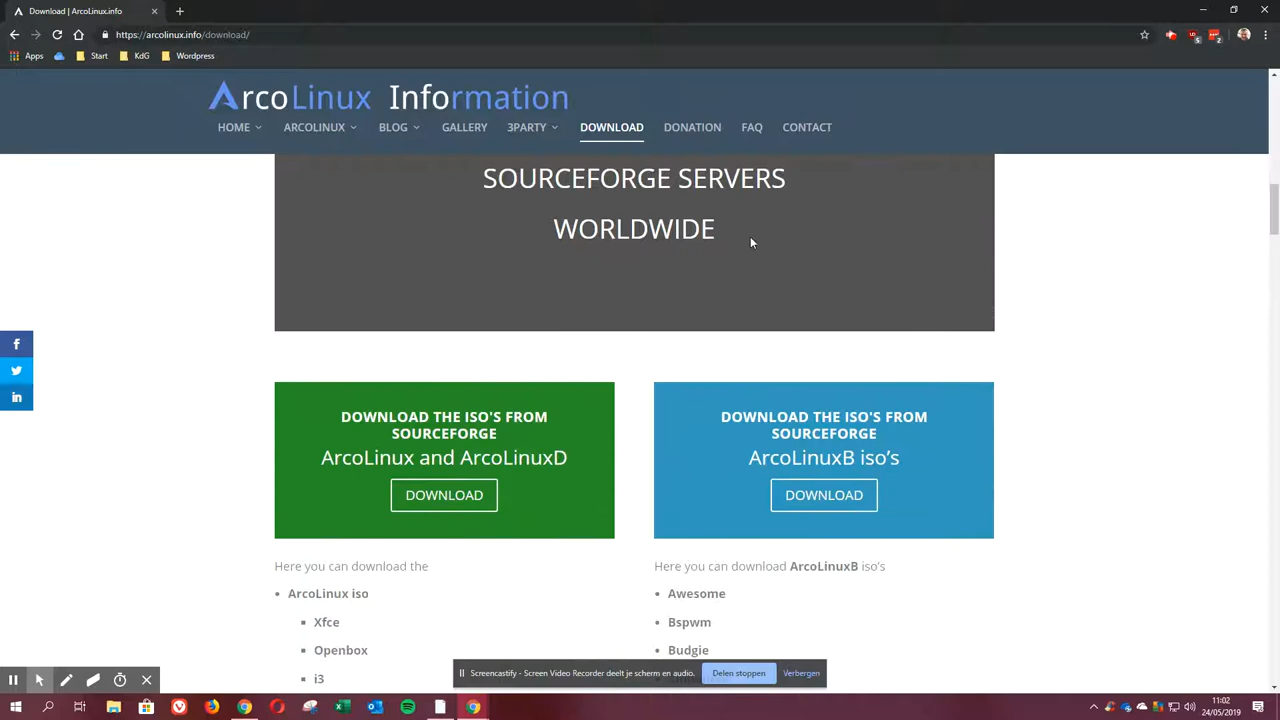 Download | ArcoLinux.info
https://arcolinux.info/download/
Apps Start KdG Wordpress
ArcoLinux Information
HOME ARCOLINUX BLOG GALLERY 3PARTY DOWNLOAD DONATION FAQ CONTACT
SOURCEFORGE SERVERS
WORLDWIDE
DOWNLOAD THE ISO'S FROM
SOURCEFORGE
ArcoLinux and ArcoLinuxD
DOWNLOAD
DOWNLOAD THE ISO'S FROM
SOURCEFORGE
ArcoLinuxB iso's
DOWNLOAD
Here you can download the
• ArcoLinux iso
▪ Xfce
▪ Openbox
▪ i3
Here you can download ArcoLinuxB iso's
• Awesome
• Bspwm
• Budgie
Screencastify - Screen Video Recorder deelt je scherm en audio. Delen stoppen Verbergen
11:02
24/05/2019